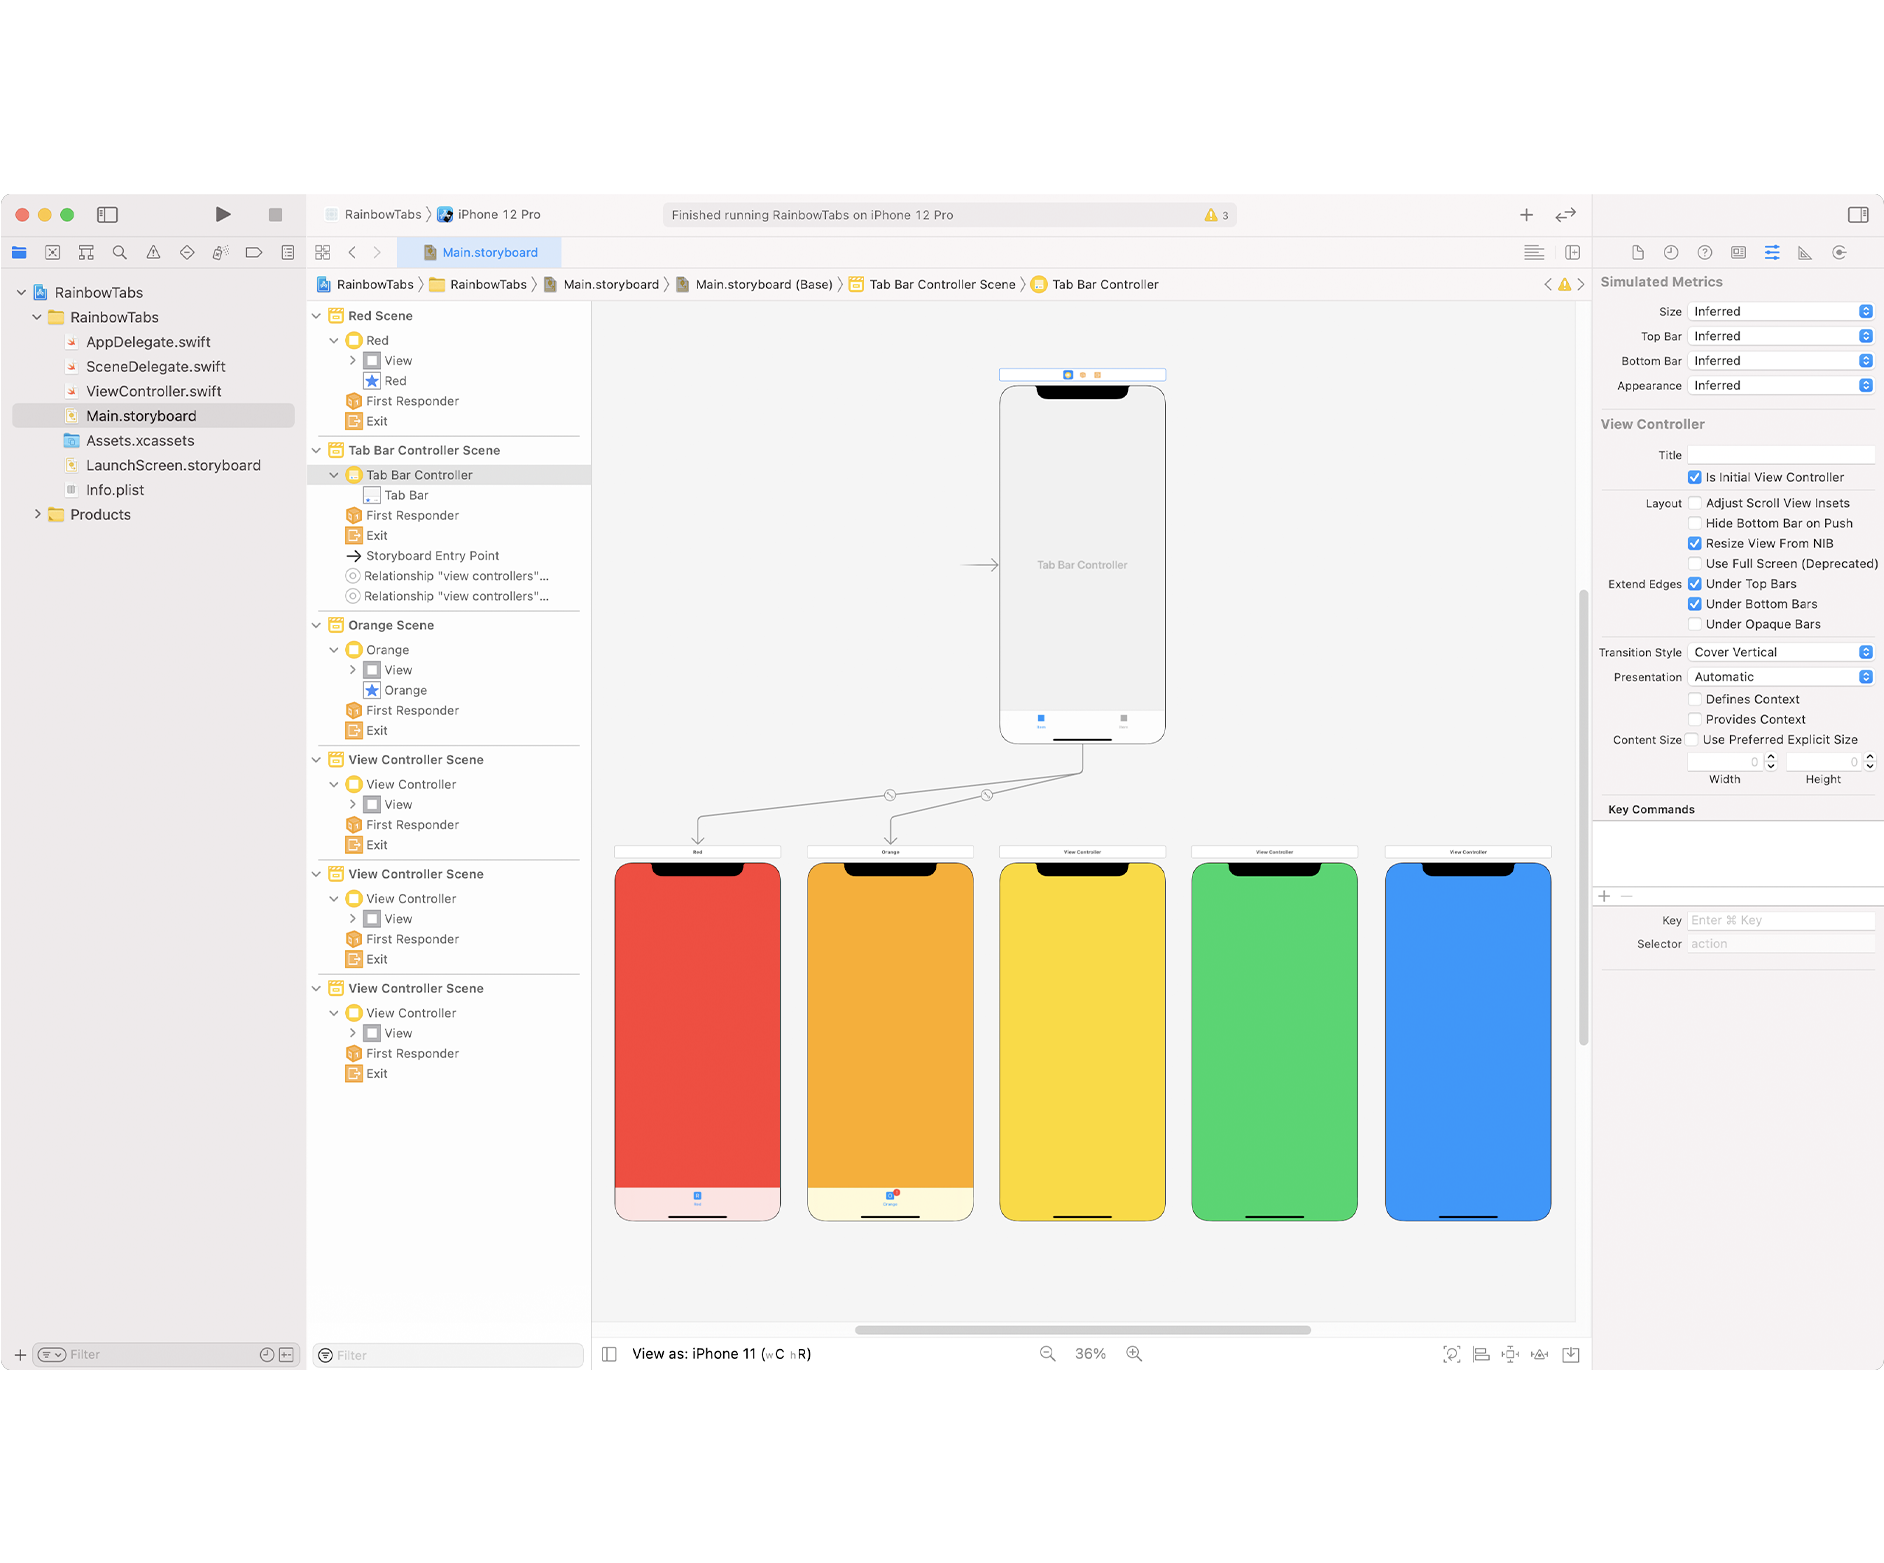 RainbowTabs
iPhone 12 Pro
Finished running RainbowTabs on iPhone 12 Pro
3
Main.storyboard
RainbowTabs
RainbowTabs
Main.storyboard
Main.storyboard (Base)
Tab Bar Controller Scene
Tab Bar Controller
RainbowTabs
RainbowTabs
AppDelegate.swift
SceneDelegate.swift
ViewController.swift
Main.storyboard
Assets.xcassets
LaunchScreen.storyboard
Info.plist
Products
Filter
Red Scene
Red
View
Red
First Responder
Exit
Tab Bar Controller Scene
Tab Bar Controller
Tab Bar
First Responder
Exit
Storyboard Entry Point
Relationship "view controllers"...
Relationship "view controllers"...
Orange Scene
Orange
View
Orange
First Responder
Exit
View Controller Scene
View Controller
View
First Responder
Exit
View Controller Scene
View Controller
View
First Responder
Exit
View Controller Scene
View Controller
View
First Responder
Exit
Filter
Tab Bar Controller
Red
Orange
View Controller
View Controller
View Controller
Red
Orange
View as: iPhone 11 (wC hR)
36%
Simulated Metrics
Size Inferred
Top Bar Inferred
Bottom Bar Inferred
Appearance Inferred
View Controller
Title
Is Initial View Controller
Layout Adjust Scroll View Insets
Hide Bottom Bar on Push
Resize View From NIB
Use Full Screen (Deprecated)
Extend Edges Under Top Bars
Under Bottom Bars
Under Opaque Bars
Transition Style Cover Vertical
Presentation Automatic
Defines Context
Provides Context
Content Size Use Preferred Explicit Size
0 0
Width Height
Key Commands
Key Enter ⌘ Key
Selector action